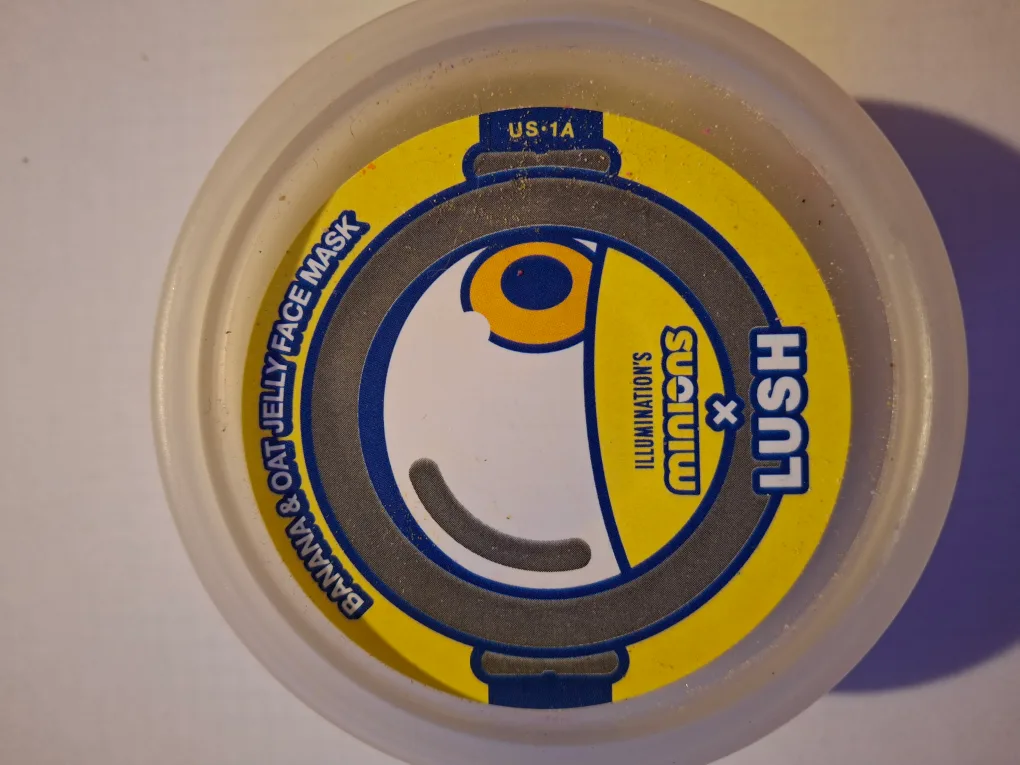 US·1A
ILLUMINATION'S
MINIONS
×
LUSH
BANANA & OAT JELLY FACE MASK